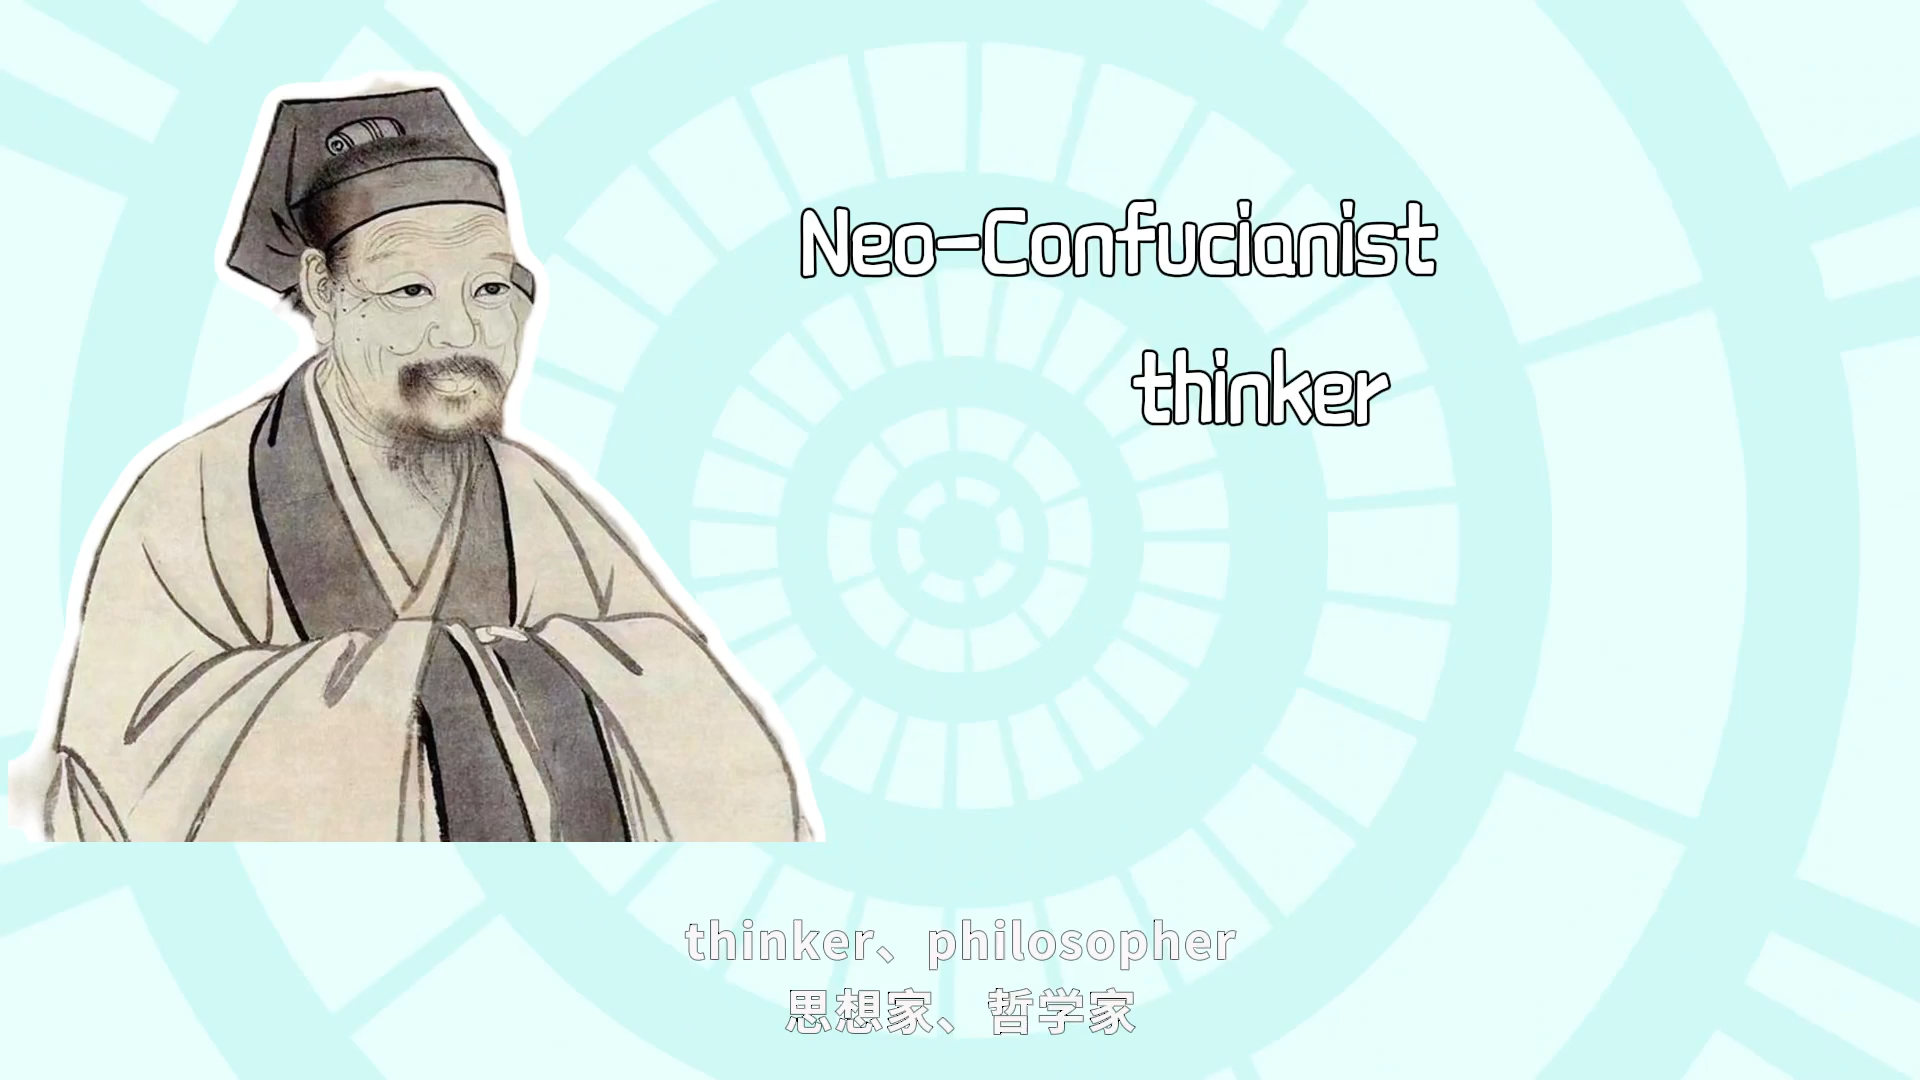 Neo-Confucianist
thinker
thinker、philosopher
思想家、哲学家